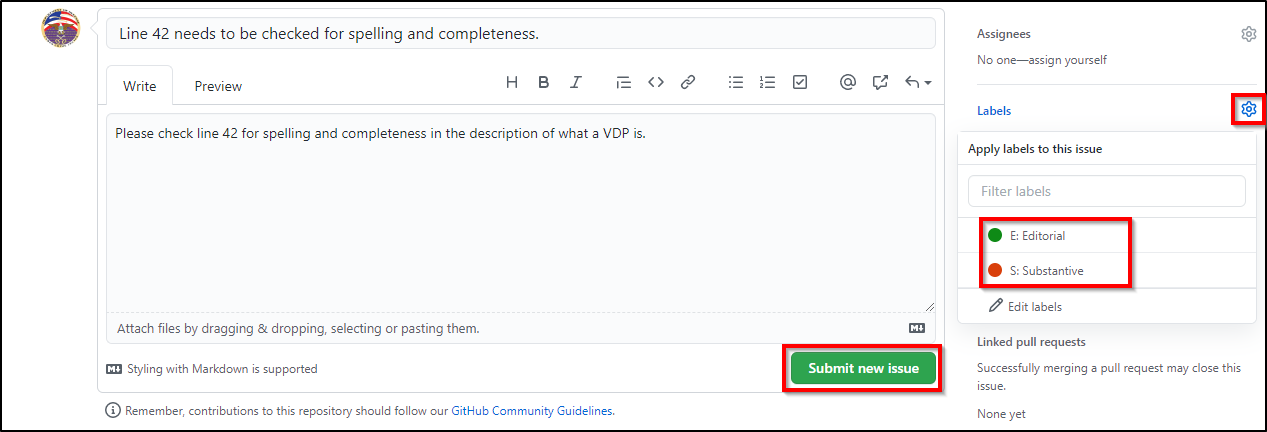 Line 42 needs to be checked for spelling and completeness.
Write Preview H B I <> @
Please check line 42 for spelling and completeness in the description of what a VDP is.
Attach files by dragging & dropping, selecting or pasting them.
Styling with Markdown is supported
Submit new issue
Remember, contributions to this repository should follow our GitHub Community Guidelines.
Assignees
No one—assign yourself
Labels
Apply labels to this issue
Filter labels
E: Editorial
S: Substantive
Edit labels
Linked pull requests
Successfully merging a pull request may close this
issue.
None yet